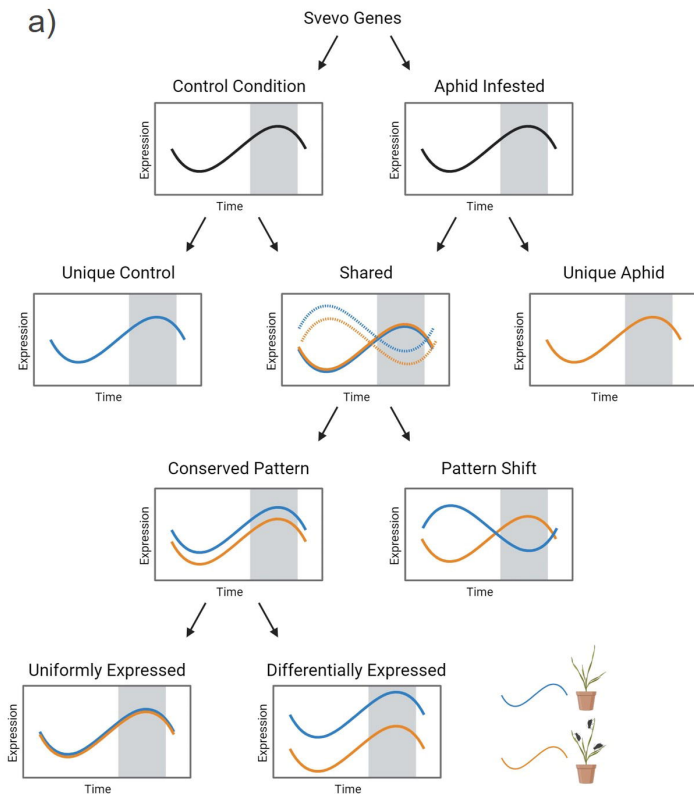 a)
Svevo Genes
Control Condition
Aphid Infested
Expression
Time
Expression
Time
Unique Control
Shared
Unique Aphid
Expression
Time
Expression
Time
Expression
Time
Conserved Pattern
Pattern Shift
Expression
Time
Expression
Time
Uniformly Expressed
Differentially Expressed
Expression
Time
Expression
Time